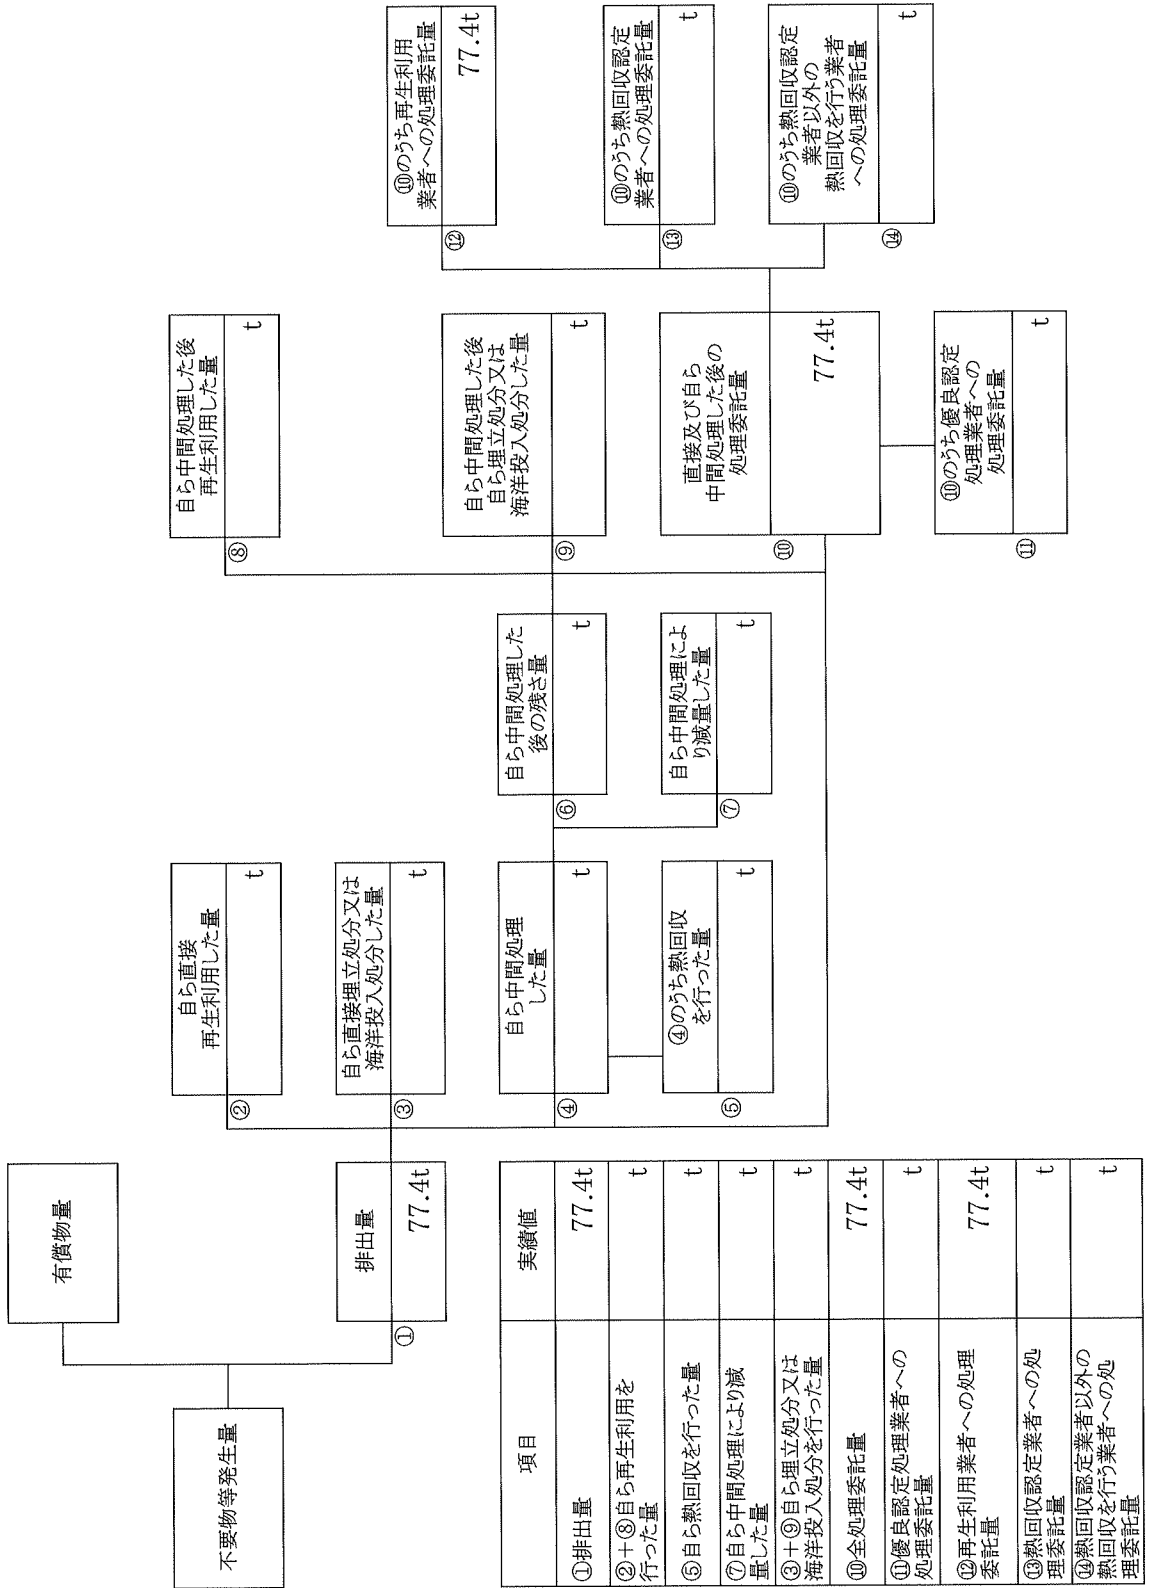 不要物等発生量
有償物量
排出量
①
77.4t
自ら直接
再生利用した量
②
t
自ら直接埋立処分又は
海洋投入処分した量
③
t
自ら中間処理
した量
④
t
④のうち熱回収
を行った量
⑤
t
自ら中間処理した
後の残さ量
⑥
t
自ら中間処理によ
り減量した量
⑦
t
自ら中間処理した後
再生利用した量
⑧
t
自ら中間処理した後
自ら埋立処分又は
海洋投入処分した量
⑨
t
直接及び自ら
中間処理した後の
処理委託量
⑩
77.4t
⑩のうち優良認定
処理業者への
処理委託量
⑪
t
⑩のうち再生利用
業者への処理委託量
⑫
77.4t
⑩のうち熱回収認定
業者への処理委託量
⑬
t
⑩のうち熱回収認定
業者以外の
熱回収を行う業者
への処理委託量
⑭
t
項目 実績値
①排出量 77.4t
②+⑧自ら再生利用を
行った量 t
⑤自ら熱回収を行った量 t
⑦自ら中間処理により減
量した量 t
③+⑨自ら埋立処分又は
海洋投入処分を行った量 t
⑩全処理委託量 77.4t
⑪優良認定処理業者への
処理委託量 t
⑫再生利用業者への処理
委託量 77.4t
⑬熱回収認定業者への処
理委託量 t
⑭熱回収認定業者以外の
熱回収を行う業者への処
理委託量 t